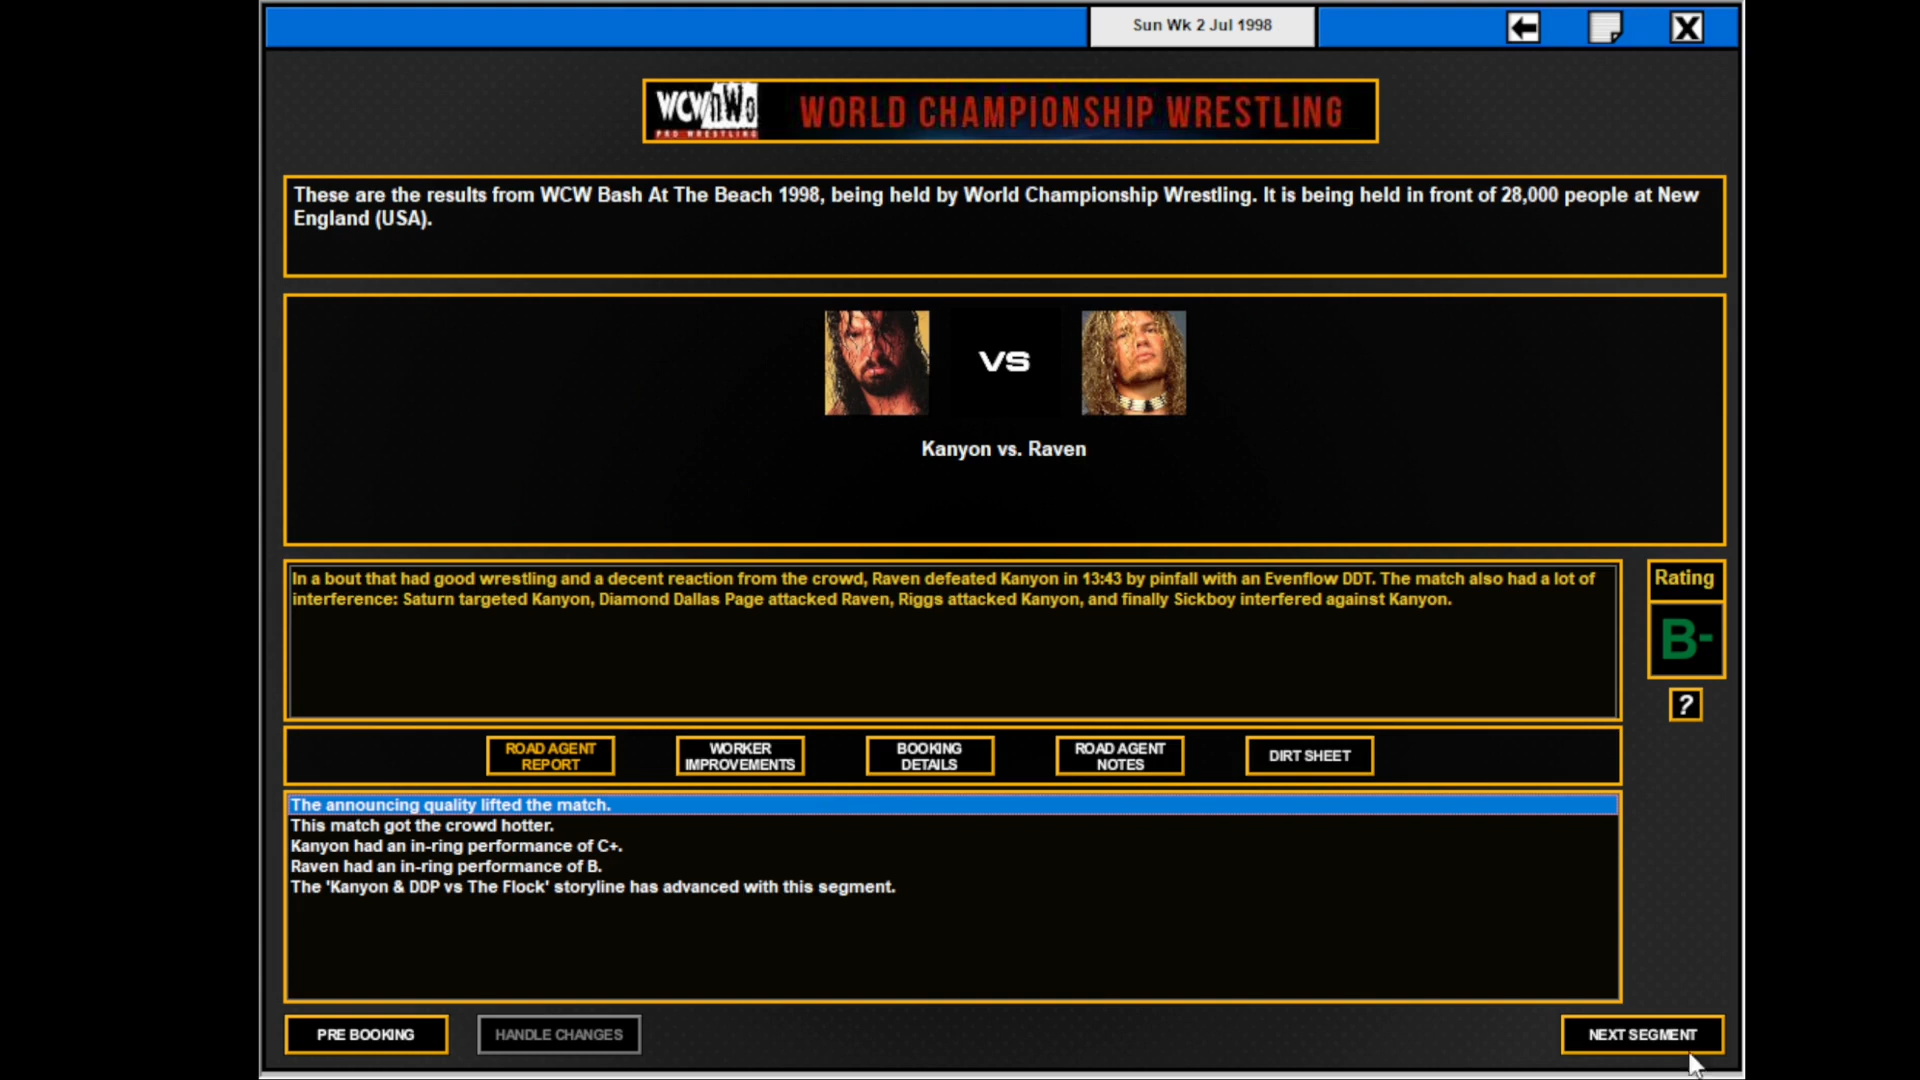 Sun Wk 2 Jul 1998
WCW nWo
PRO WRESTLING
WORLD CHAMPIONSHIP WRESTLING
These are the results from WCW Bash At The Beach 1998, being held by World Championship Wrestling. It is being held in front of 28,000 people at New
England (USA).
VS
Kanyon vs. Raven
In a bout that had good wrestling and a decent reaction from the crowd, Raven defeated Kanyon in 13:43 by pinfall with an Evenflow DDT. The match also had a lot of
interference: Saturn targeted Kanyon, Diamond Dallas Page attacked Raven, Riggs attacked Kanyon, and finally Sickboy interfered against Kanyon.
Rating
B-
?
ROAD AGENT
REPORT
WORKER
IMPROVEMENTS
BOOKING
DETAILS
ROAD AGENT
NOTES
DIRT SHEET
The announcing quality lifted the match.
This match got the crowd hotter.
Kanyon had an in-ring performance of C+.
Raven had an in-ring performance of B.
The 'Kanyon & DDP vs The Flock' storyline has advanced with this segment.
PRE BOOKING
HANDLE CHANGES
NEXT SEGMENT